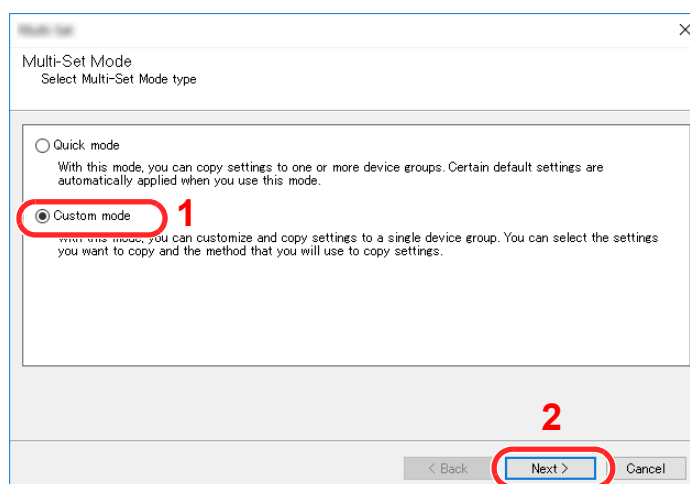 Multi-Set Mode
Select Multi-Set Mode type
Quick mode
With this mode, you can copy settings to one or more device groups. Certain default settings are
automatically applied when you use this mode.
Custom mode
1
With this mode, you can customize and copy settings to a single device group. You can select the settings
you want to copy and the method that you will use to copy settings.
2
< Back
Next >
Cancel